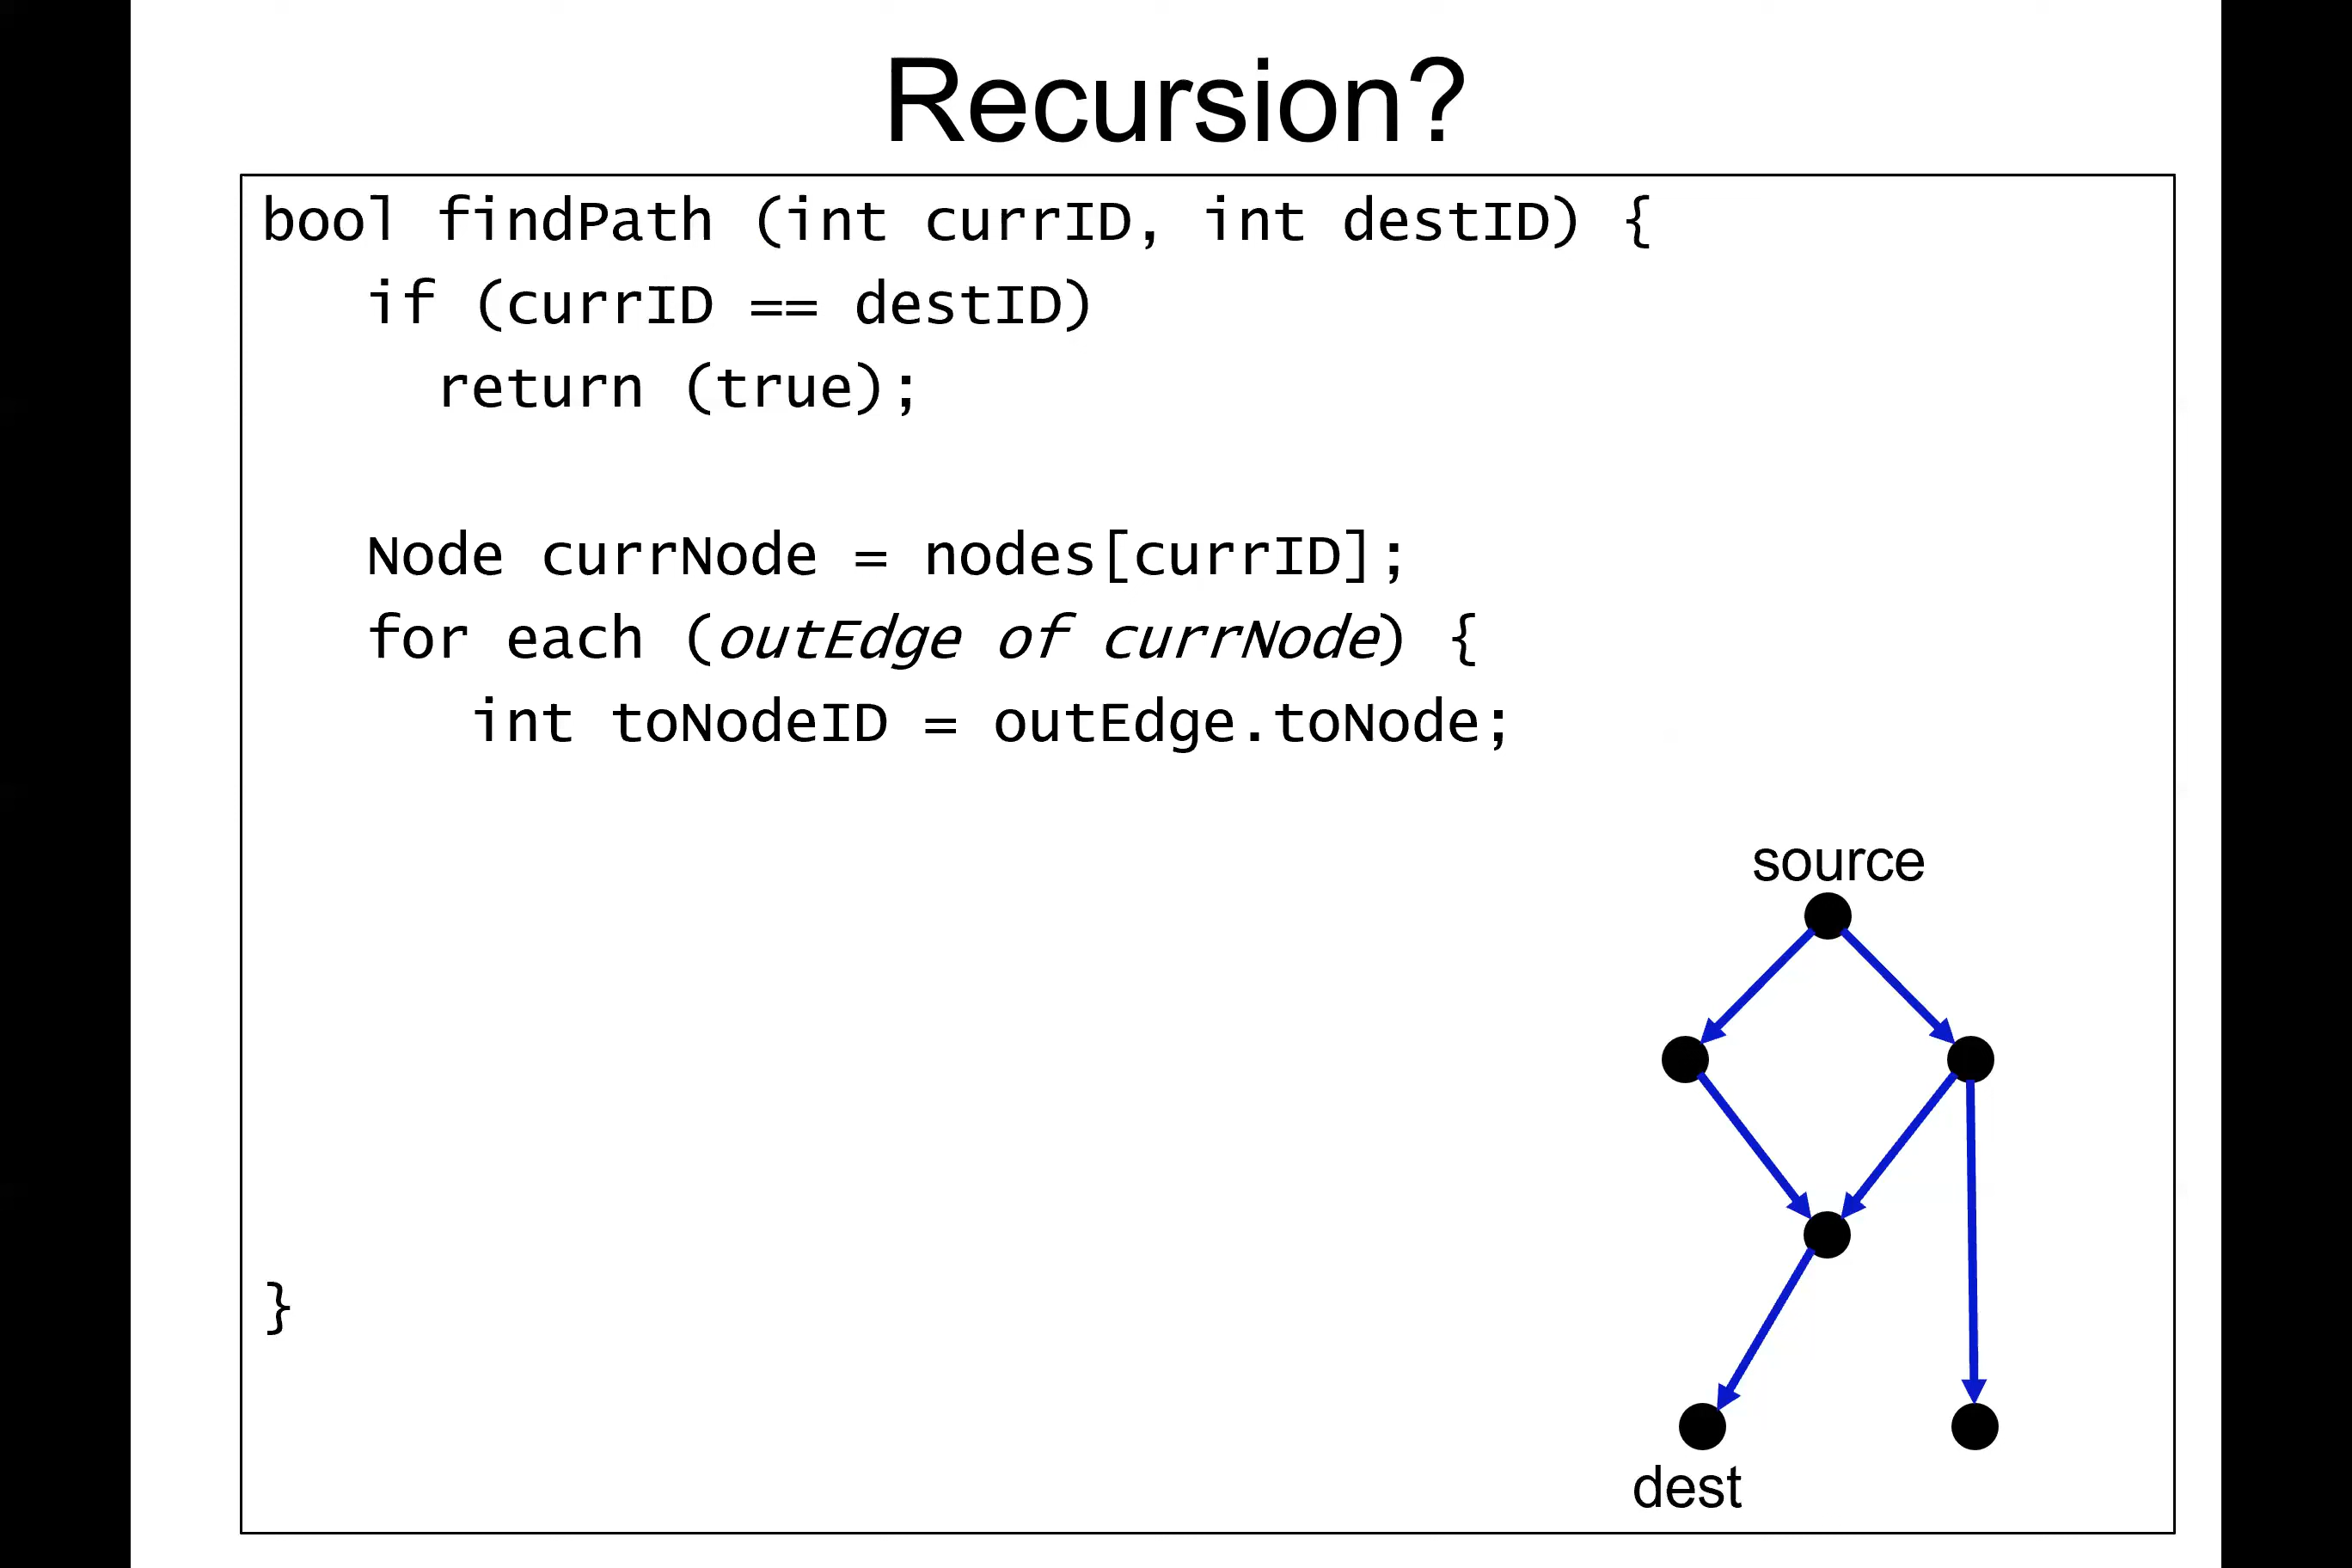 Recursion?
bool findPath (int currID, int destID) {
if (currID == destID)
return (true);
Node currNode = nodes[currID];
for each (outEdge of currNode) {
int toNodeID = outEdge.toNode;
source
}
dest